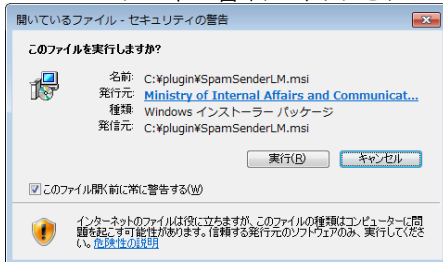 開いているファイル - セキュリティの警告
このファイルを実行しますか?
名前: C:¥plugin¥SpamSenderLM.msi
発行元: Ministry of Internal Affairs and Communicat...
種類: Windows インストーラー パッケージ
発信元: C:¥plugin¥SpamSenderLM.msi
実行(R) キャンセル
このファイル開く前に常に警告する(W)
インターネットのファイルは役に立ちますが、このファイルの種類はコンピューターに問
題を起こす可能性があります。信頼する発行元のソフトウェアのみ、実行してくださ
い。危険性の説明